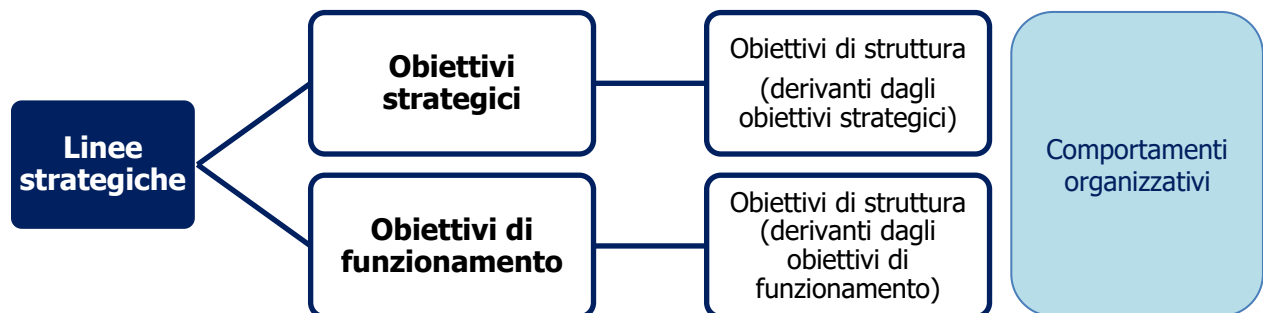 Linee
strategiche
Obiettivi
strategici
Obiettivi di struttura
(derivanti dagli
obiettivi strategici)
Obiettivi di
funzionamento
Obiettivi di struttura
(derivanti dagli
obiettivi di
funzionamento)
Comportamenti
organizzativi